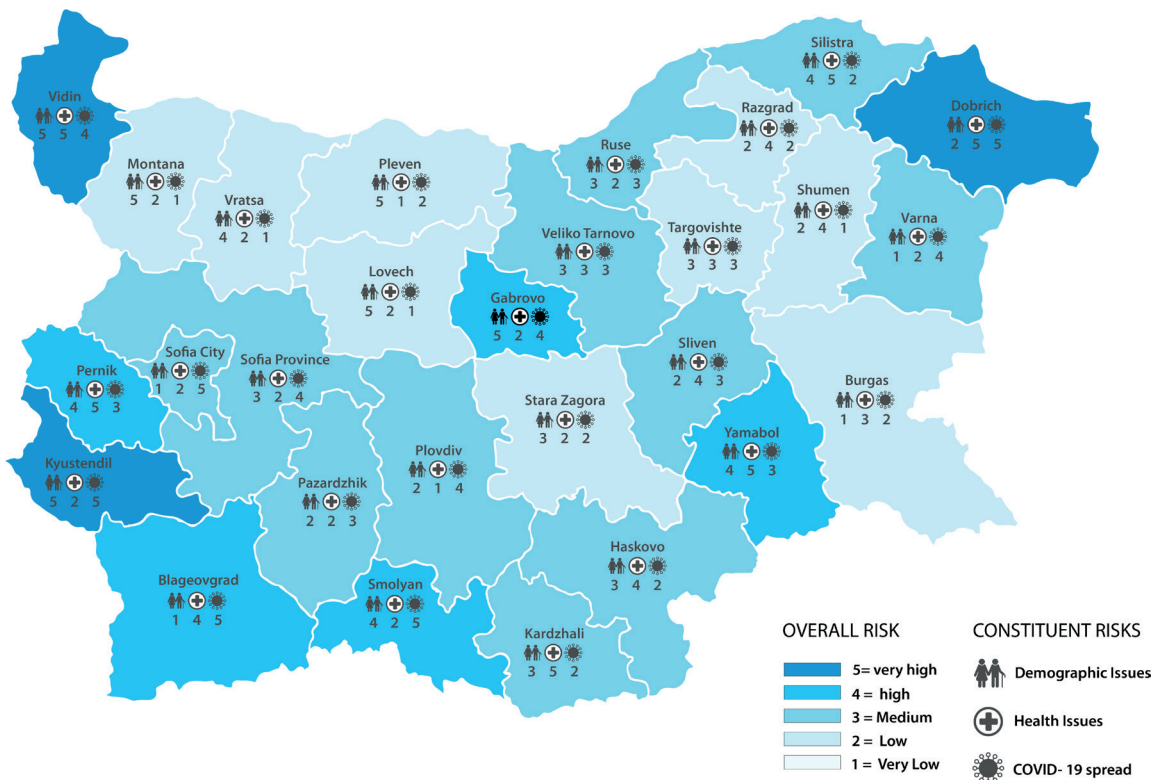 Silistra
4 5 2
Vidin
5 5 4
Dobrich
2 5 5
Razgrad
2 4 2
Ruse
3 2 3
Montana
5 2 1
Pleven
5 1 2
Vratsa
4 2 1
Shumen
2 4 1
Varna
1 2 4
Veliko Tarnovo
3 3 3
Targovishte
3 3 3
Lovech
5 2 1
Gabrovo
5 2 4
Sofia City
1 2 5
Sofia Province
3 2 4
Pernik
4 5 3
Sliven
2 4 3
Burgas
1 3 2
Stara Zagora
3 2 2
Yamabol
4 5 3
Kyustendil
5 2 5
Plovdiv
2 1 4
Pazardzhik
2 2 3
Haskovo
3 4 2
Blageovgrad
1 4 5
Smolyan
4 2 5
Kardzhali
3 5 2
OVERALL RISK
5= very high
4 = high
3 = Medium
2 = Low
1 = Very Low
CONSTITUENT RISKS
Demographic Issues
Health Issues
COVID- 19 spread